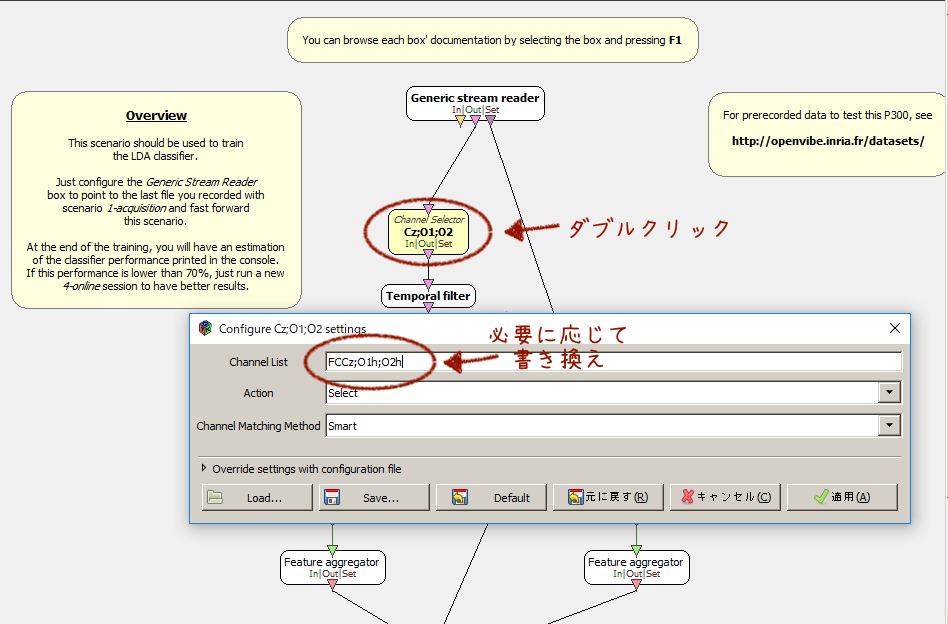 You can browse each box' documentation by selecting the box and pressing F1
Overview
This scenario should be used to train
the LDA classifier.
Just configure the Generic Stream Reader
box to point to the last file you recorded with
scenario 1-acquisition and fast forward
this scenario.
At the end of the training, you will have an estimation
of the classifier performance printed in the console.
If this performance is lower than 70%, just run a new
4-online session to have better results.
Generic stream reader
In|Out|Set
For prerecorded data to test this P300, see
http://openvibe.inria.fr/datasets/
Channel Selector
Cz;O1;O2
In|Out|Set
ダブルクリック
Temporal filter
Configure Cz;O1;O2 settings
必要に応じて
書き換え
Channel List
FCCz;O1h;O2h
Action
Select
Channel Matching Method
Smart
Override settings with configuration file
Load...
Save...
Default
元に戻す(R)
キャンセル(C)
適用(A)
Feature aggregator
In|Out|Set
Feature aggregator
In|Out|Set